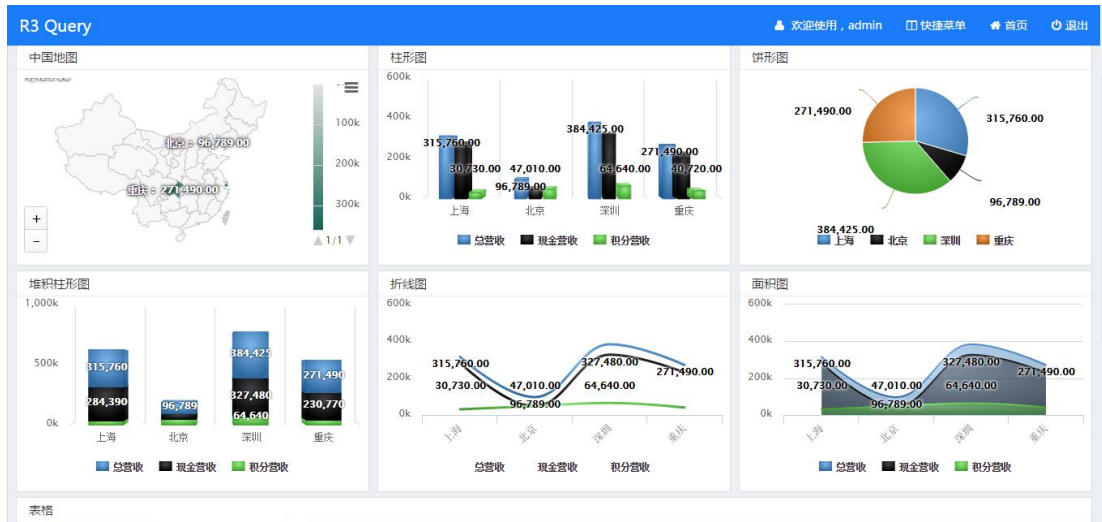 R3 Query
欢迎使用，admin 快捷菜单 首页 退出
中国地图
100k
200k
300k
北京：96,789.00
重庆：271,490.00
+
−
1/1
柱形图
600k
400k
200k
0k
315,760.00
30,730.00
47,010.00
96,789.00
384,425.00
64,640.00
271,490.00
40,720.00
上海 北京 深圳 重庆
总营收 现金营收 积分营收
饼形图
271,490.00
315,760.00
96,789.00
384,425.00
上海 北京 深圳 重庆
堆积柱形图
1,000k
500k
0k
315,760
284,390
96,789
384,425
327,480
64,640
271,490
230,770
上海 北京 深圳 重庆
总营收 现金营收 积分营收
折线图
600k
400k
200k
0k
315,760.00
30,730.00
47,010.00
96,789.00
327,480.00
64,640.00
271,490.00
上海 北京 深圳 重庆
总营收 现金营收 积分营收
面积图
600k
400k
200k
0k
315,760.00
30,730.00
47,010.00
96,789.00
327,480.00
64,640.00
271,490.00
上海 北京 深圳 重庆
总营收 现金营收 积分营收
表格